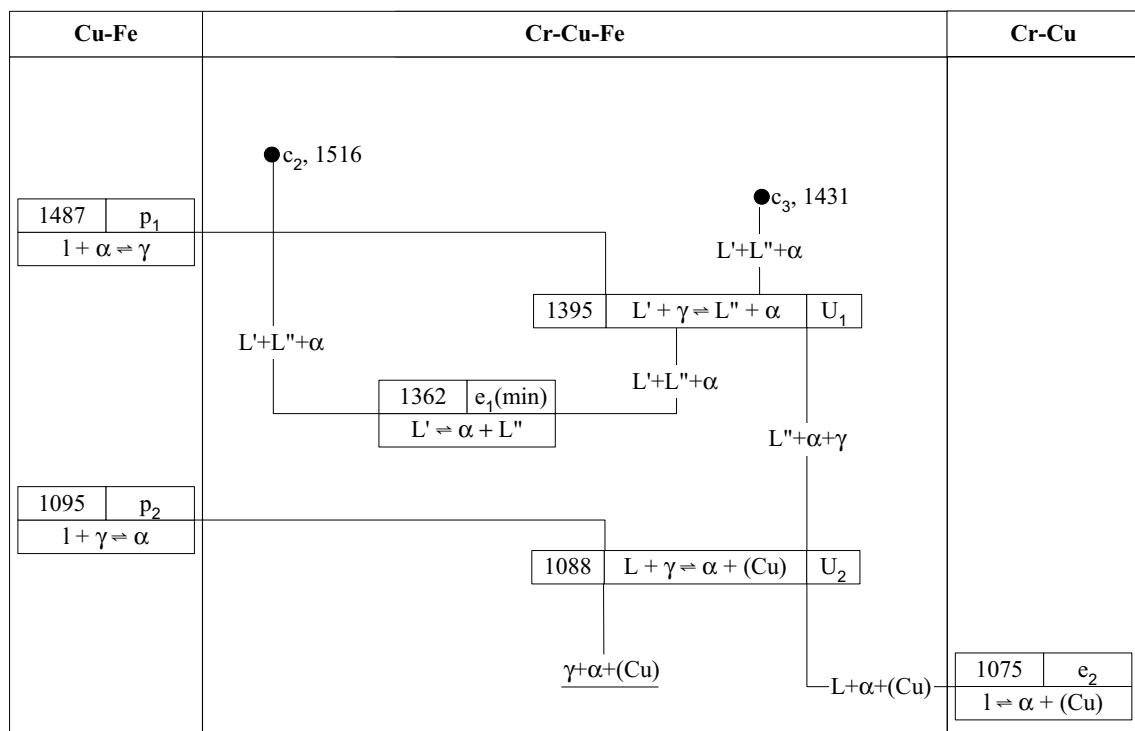 Cu-Fe Cr-Cu-Fe Cr-Cu
c₂, 1516
c₃, 1431
1487 p₁
l + α ⇌ γ
L'+L"+α
1395 L' + γ ⇌ L" + α U₁
L'+L"+α
L'+L"+α
1362 e₁(min)
L' ⇌ α + L"
L"+α+γ
1095 p₂
l + γ ⇌ α
1088 L + γ ⇌ α + (Cu) U₂
γ+α+(Cu)
L+α+(Cu)
1075 e₂
l ⇌ α + (Cu)